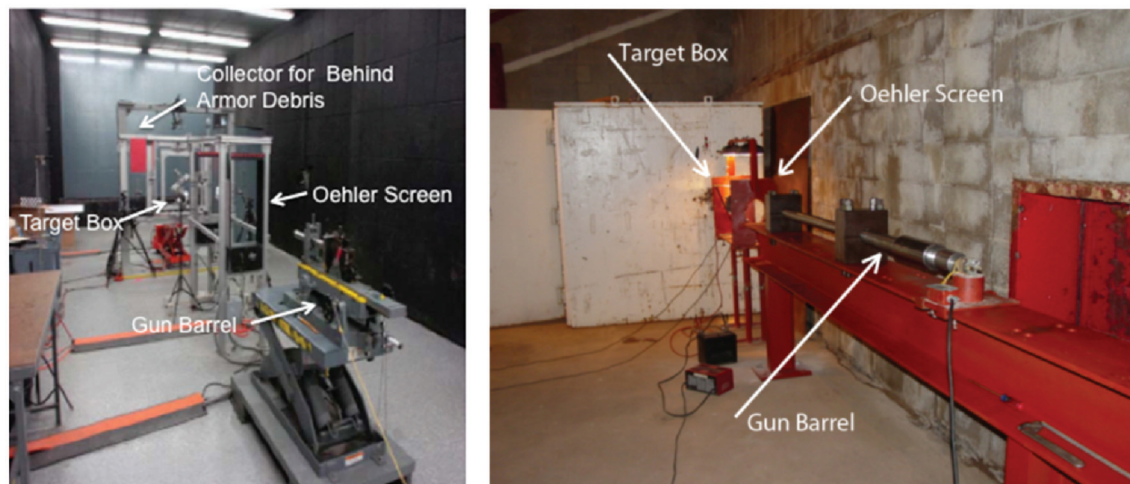 Collector for Behind
Armor Debris
Target Box
Oehler Screen
Gun Barrel
Target Box
Oehler Screen
Gun Barrel